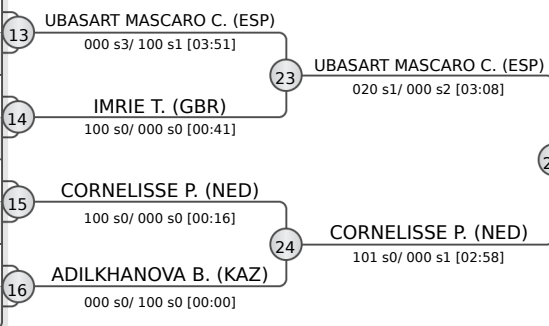 13
UBASART MASCARO C. (ESP)
000 s3/ 100 s1 [03:51]
23
UBASART MASCARO C. (ESP)
020 s1/ 000 s2 [03:08]
14
IMRIE T. (GBR)
100 s0/ 000 s0 [00:41]
15
CORNELISSE P. (NED)
100 s0/ 000 s0 [00:16]
24
CORNELISSE P. (NED)
101 s0/ 000 s1 [02:58]
16
ADILKHANOVA B. (KAZ)
000 s0/ 100 s0 [00:00]